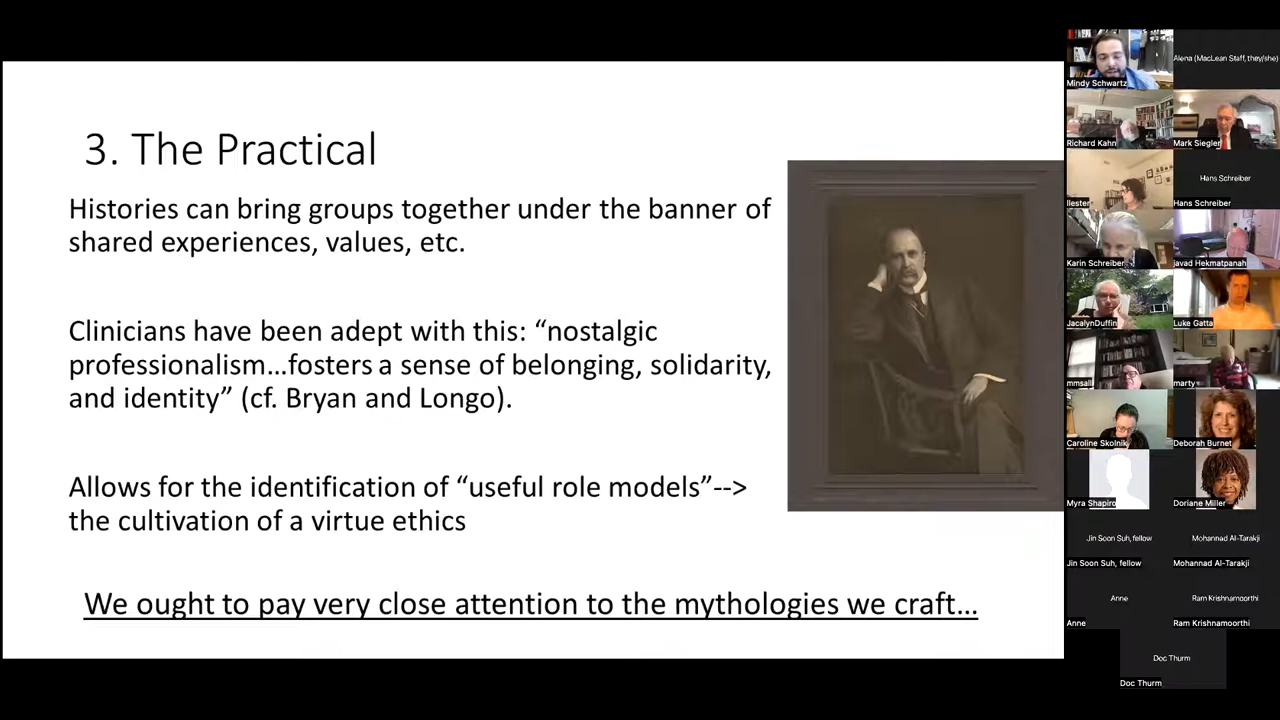 3. The Practical
Histories can bring groups together under the banner of
shared experiences, values, etc.
Clinicians have been adept with this: “nostalgic
professionalism…fosters a sense of belonging, solidarity,
and identity” (cf. Bryan and Longo).
Allows for the identification of “useful role models”-->
the cultivation of a virtue ethics
We ought to pay very close attention to the mythologies we craft…
Mindy Schwartz
Alena (MacLean Staff, they/she)
Richard Kahn
Mark Siegler
llester
Hans Schreiber
Hans Schreiber
Karin Schreiber
javad Hekmatpanah
JacalynDuffin
Luke Gatta
mmsall
marty
Caroline Skolnik
Deborah Burnet
Myra Shapiro
Doriane Miller
Jin Soon Suh, fellow
Mohannad Al-Tarakji
Jin Soon Suh, fellow
Mohannad Al-Tarakji
Anne
Ram Krishnamoorthi
Anne
Ram Krishnamoorthi
Doc Thurm
Doc Thurm